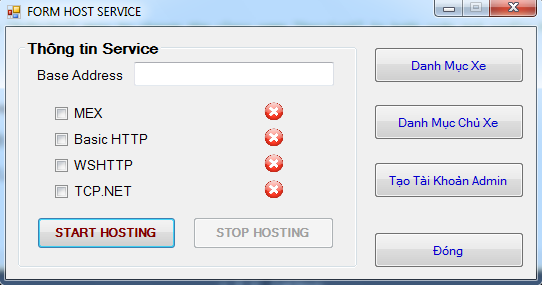 FORM HOST SERVICE
Thông tin Service
Base Address
MEX
Basic HTTP
WSHTTP
TCP.NET
START HOSTING
STOP HOSTING
Danh Mục Xe
Danh Mục Chủ Xe
Tạo Tài Khoản Admin
Đóng